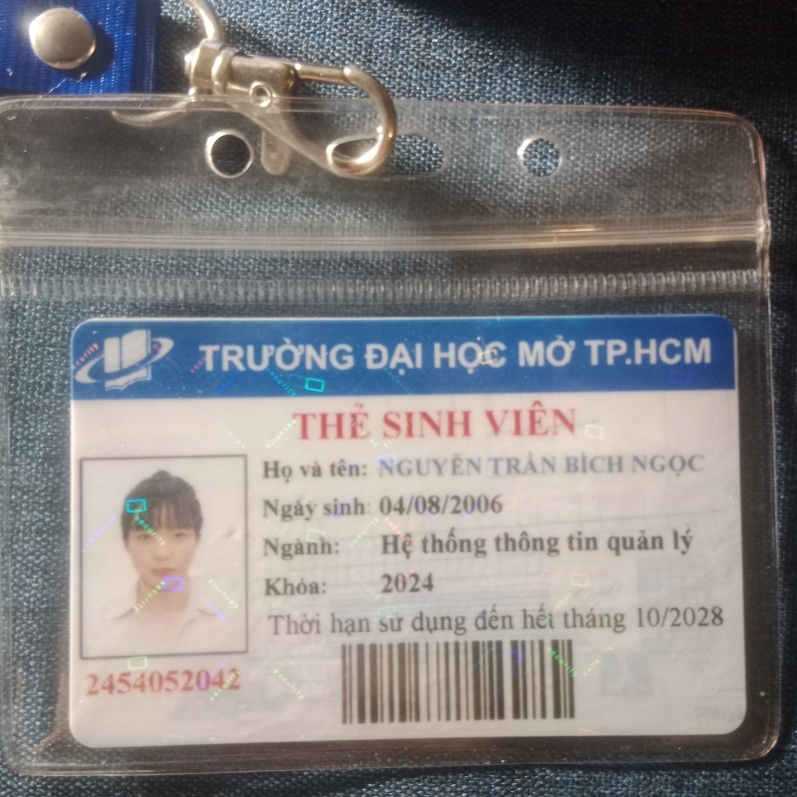 TRƯỜNG ĐẠI HỌC MỞ TP.HCM
THẺ SINH VIÊN
Họ và tên: NGUYỄN TRẦN BÍCH NGỌC
Ngày sinh: 04/08/2006
Ngành: Hệ thống thông tin quản lý
Khóa: 2024
Thời hạn sử dụng đến hết tháng 10/2028
2454052042